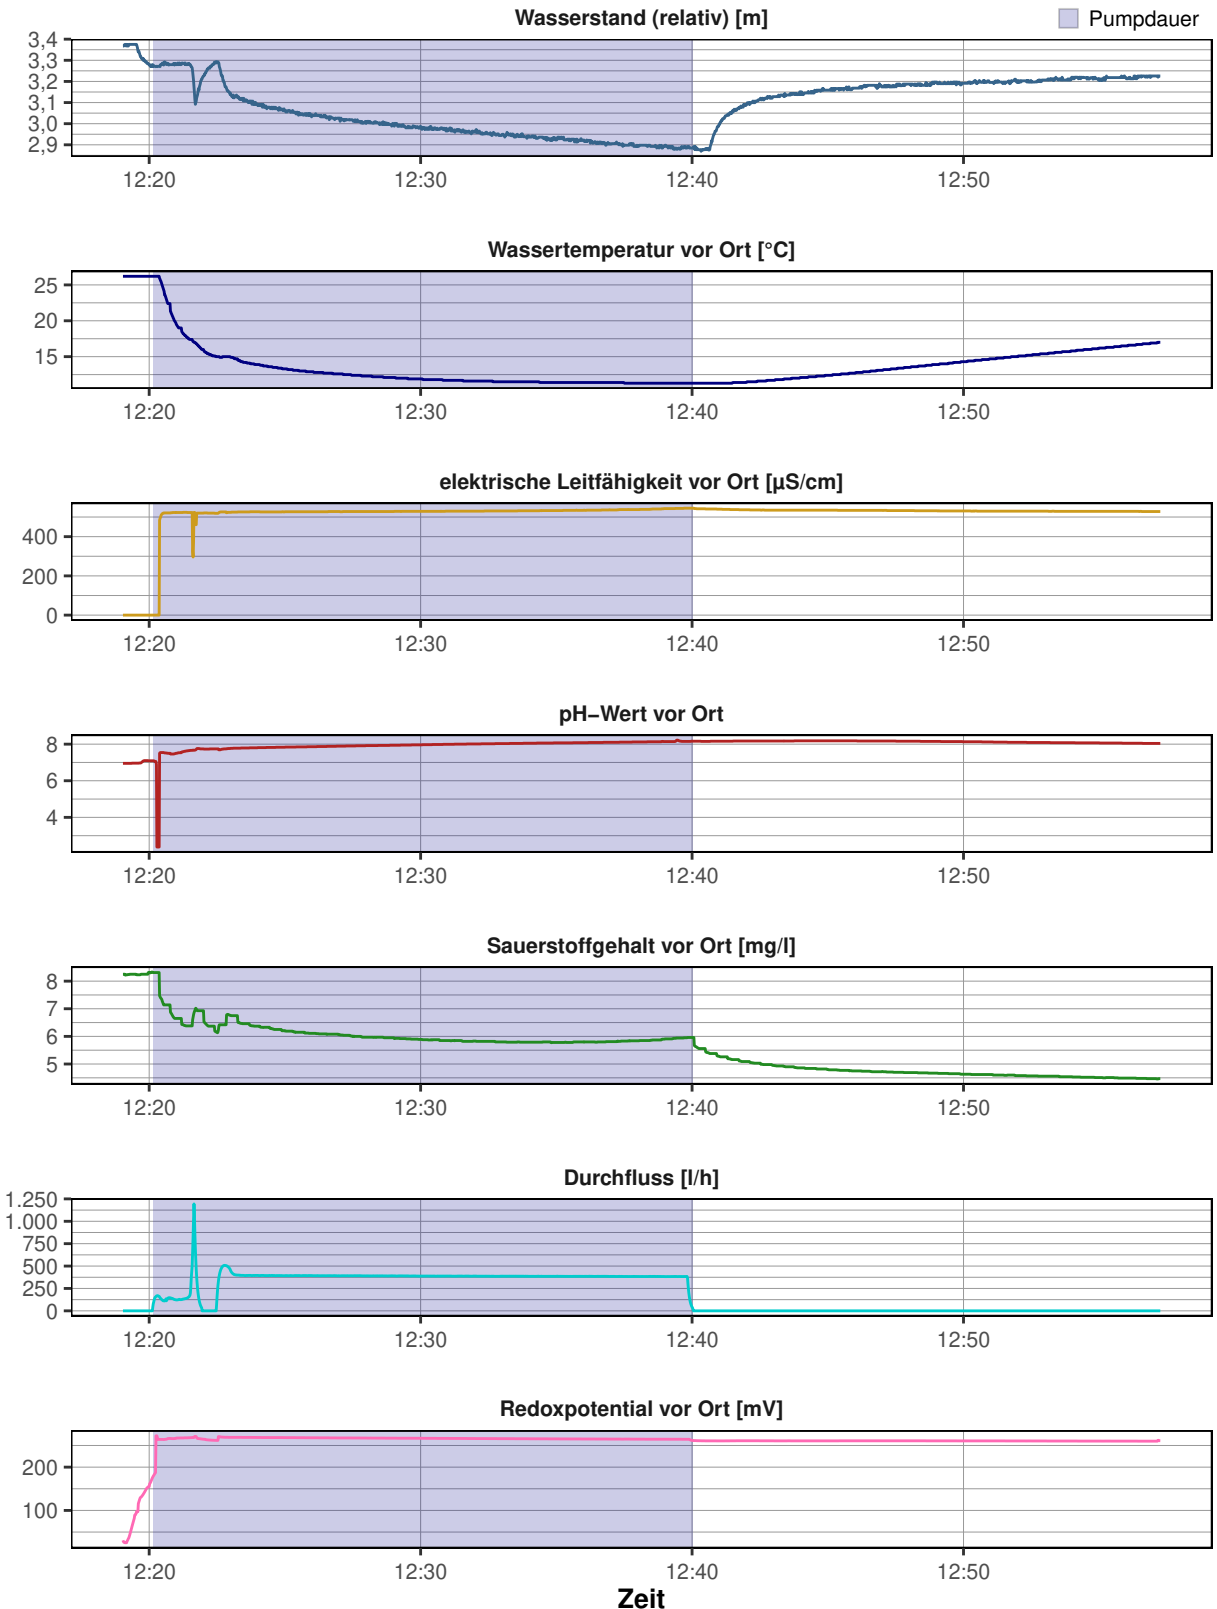 Wasserstand (relativ) [m]
Pumpdauer
3,4
3,3
3,2
3,1
3,0
2,9
12:20 12:30 12:40 12:50
Wassertemperatur vor Ort [°C]
25
20
15
12:20 12:30 12:40 12:50
elektrische Leitfähigkeit vor Ort [µS/cm]
400
200
0
12:20 12:30 12:40 12:50
pH−Wert vor Ort
8
6
4
12:20 12:30 12:40 12:50
Sauerstoffgehalt vor Ort [mg/l]
8
7
6
5
12:20 12:30 12:40 12:50
Durchfluss [l/h]
1.250
1.000
750
500
250
0
12:20 12:30 12:40 12:50
Redoxpotential vor Ort [mV]
200
100
12:20 12:30 12:40 12:50
Zeit